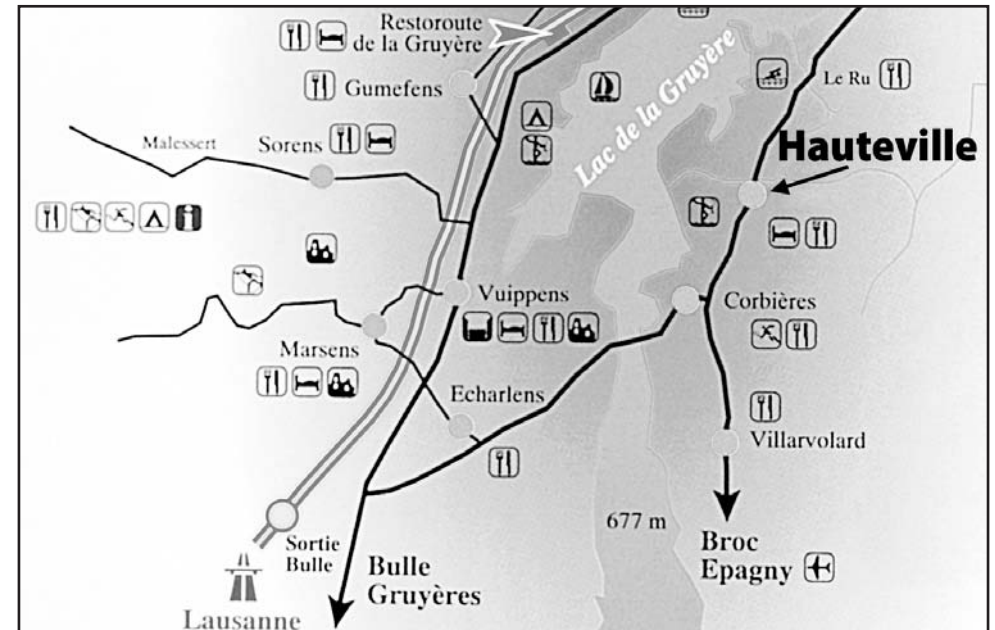 Restoroute
de la Gruyère
Gumefens
Lac de la Gruyère
Le Ru
Malessert
Sorens
Hauteville
Vuippens
Corbières
Marsens
Echarlens
Villarvolard
677 m
Sortie
Bulle
Bulle
Gruyères
Broc
Epagny
Lausanne